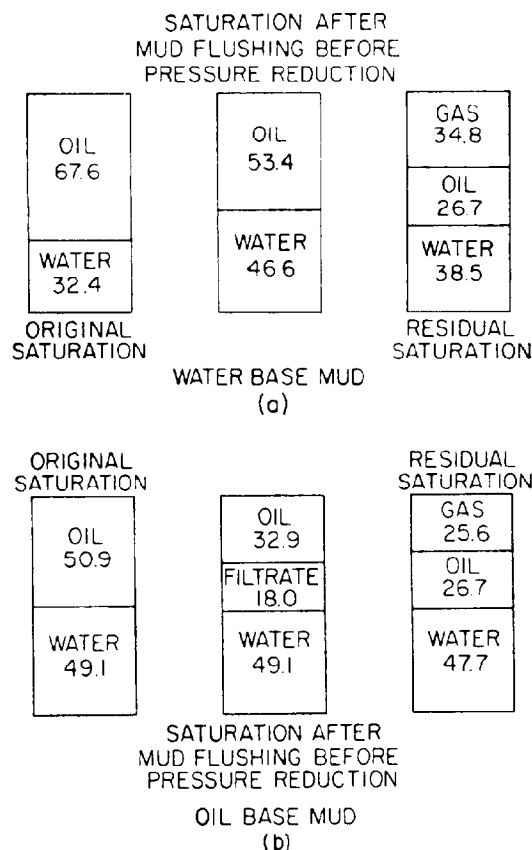 SATURATION AFTER
MUD FLUSHING BEFORE
PRESSURE REDUCTION
OIL
67.6
WATER
32.4
ORIGINAL
SATURATION
OIL
53.4
WATER
46.6
GAS
34.8
OIL
26.7
WATER
38.5
RESIDUAL
SATURATION
WATER BASE MUD
(a)
ORIGINAL
SATURATION
OIL
50.9
WATER
49.1
OIL
32.9
FILTRATE
18.0
WATER
49.1
RESIDUAL
SATURATION
GAS
25.6
OIL
26.7
WATER
47.7
SATURATION AFTER
MUD FLUSHING BEFORE
PRESSURE REDUCTION
OIL BASE MUD
(b)